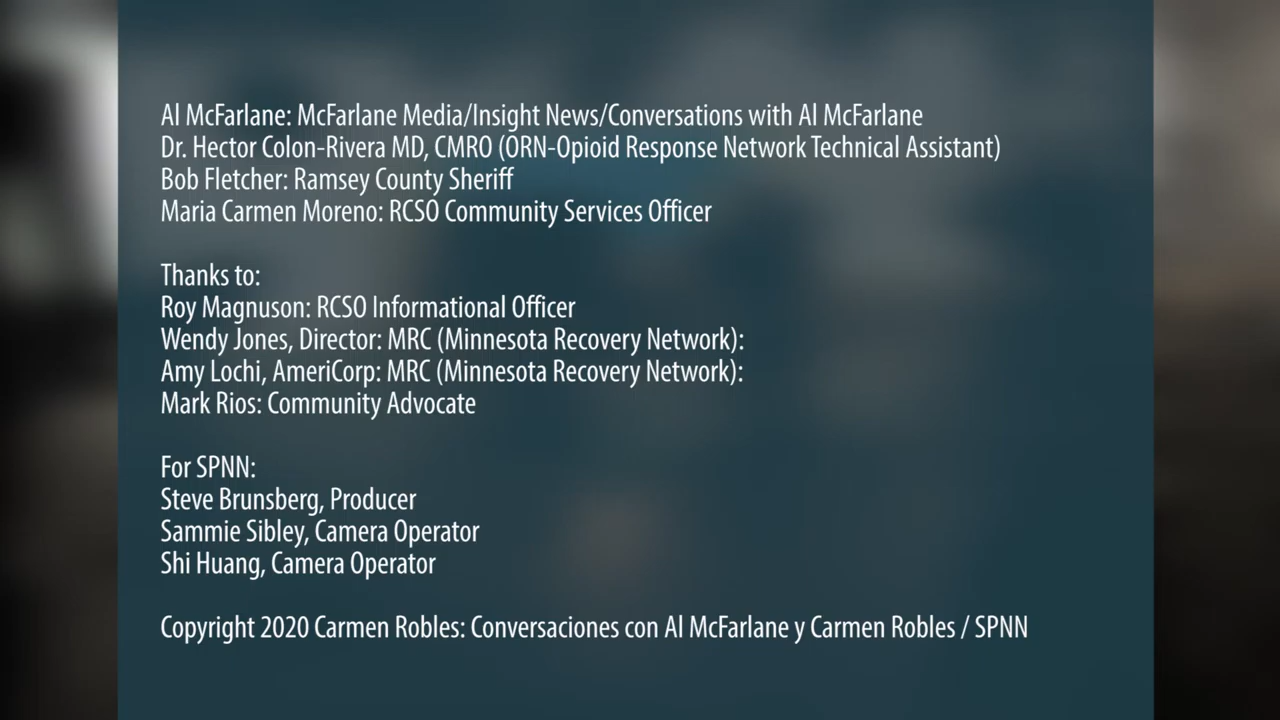 Al McFarlane: McFarlane Media/Insight News/Conversations with Al McFarlane
Dr. Hector Colon-Rivera MD, CMRO (ORN-Opioid Response Network Technical Assistant)
Bob Fletcher: Ramsey County Sheriff
Maria Carmen Moreno: RCSO Community Services Officer
Thanks to:
Roy Magnuson: RCSO Informational Officer
Wendy Jones, Director: MRC (Minnesota Recovery Network):
Amy Lochi, AmeriCorp: MRC (Minnesota Recovery Network):
Mark Rios: Community Advocate
For SPNN:
Steve Brunsberg, Producer
Sammie Sibley, Camera Operator
Shi Huang, Camera Operator
Copyright 2020 Carmen Robles: Conversaciones con Al McFarlane y Carmen Robles / SPNN